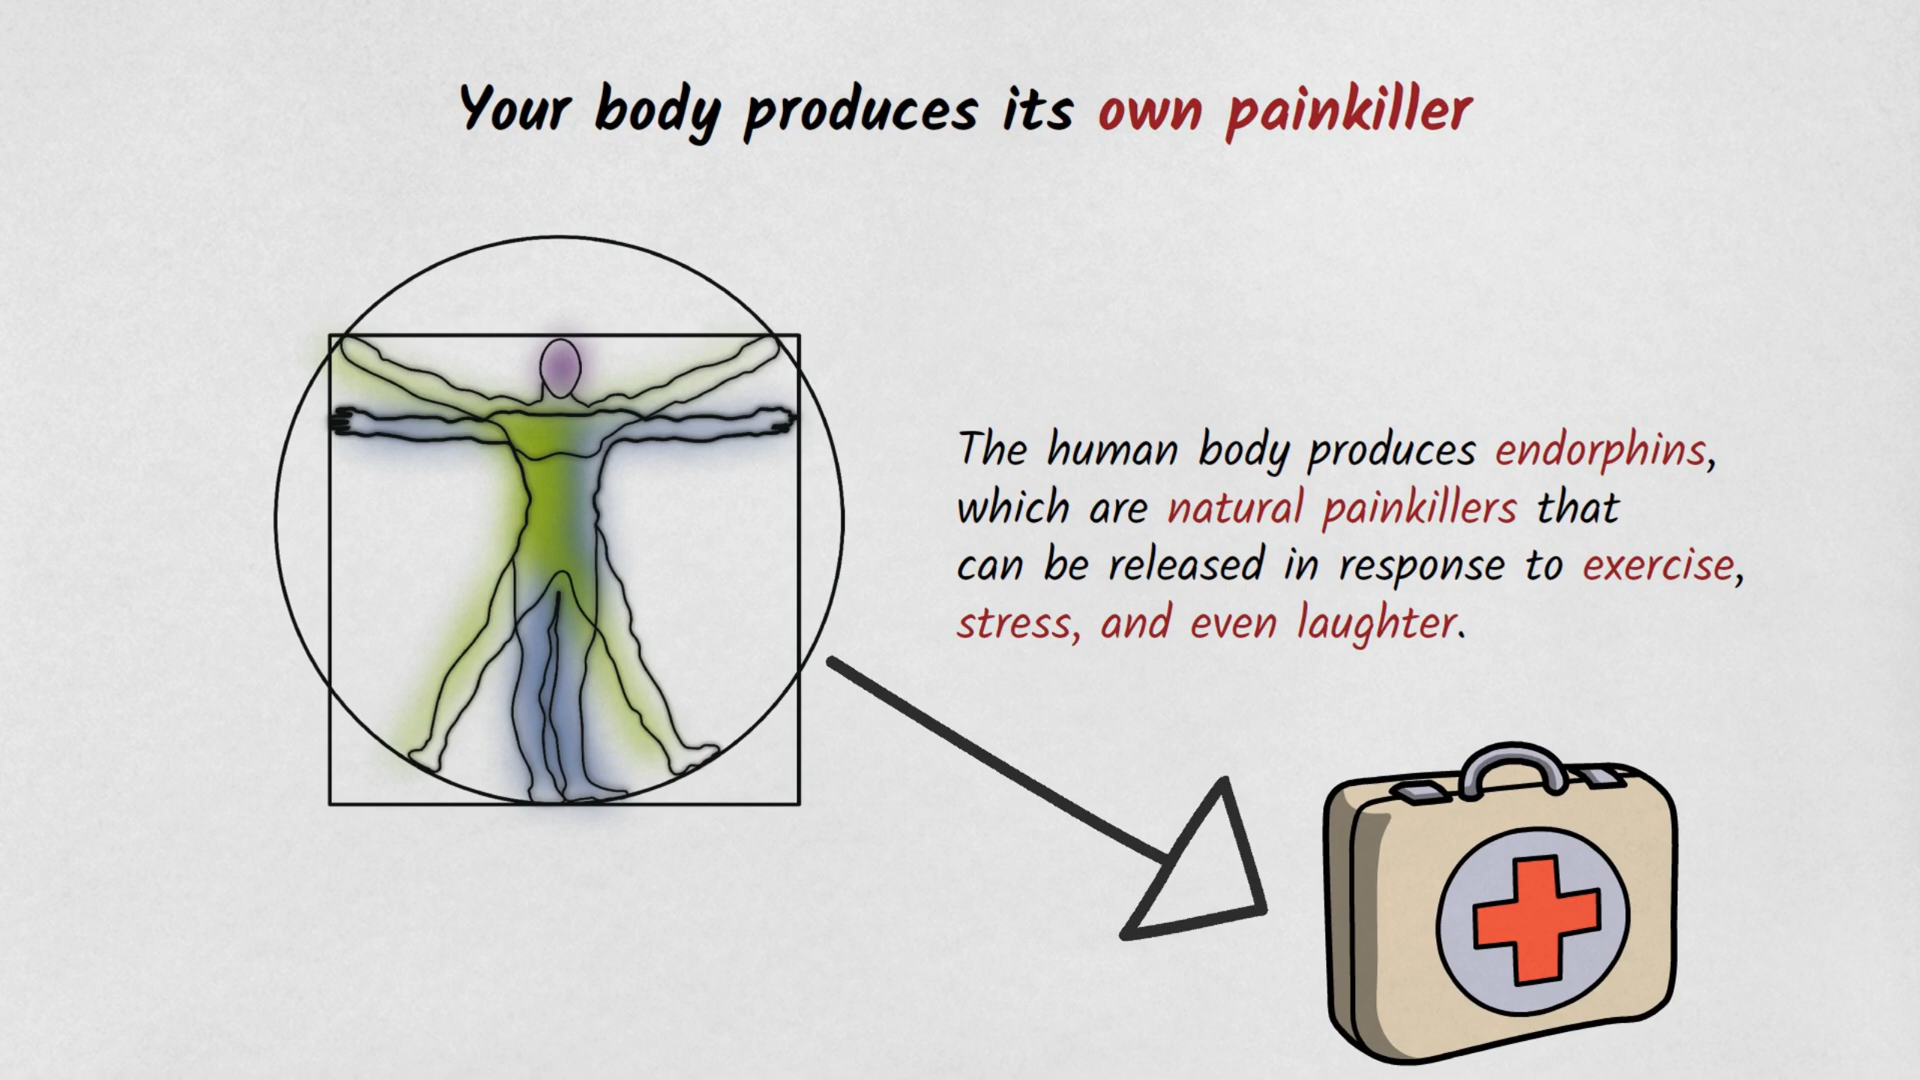 Your body produces its own painkiller
The human body produces endorphins,
which are natural painkillers that
can be released in response to exercise,
stress, and even laughter.